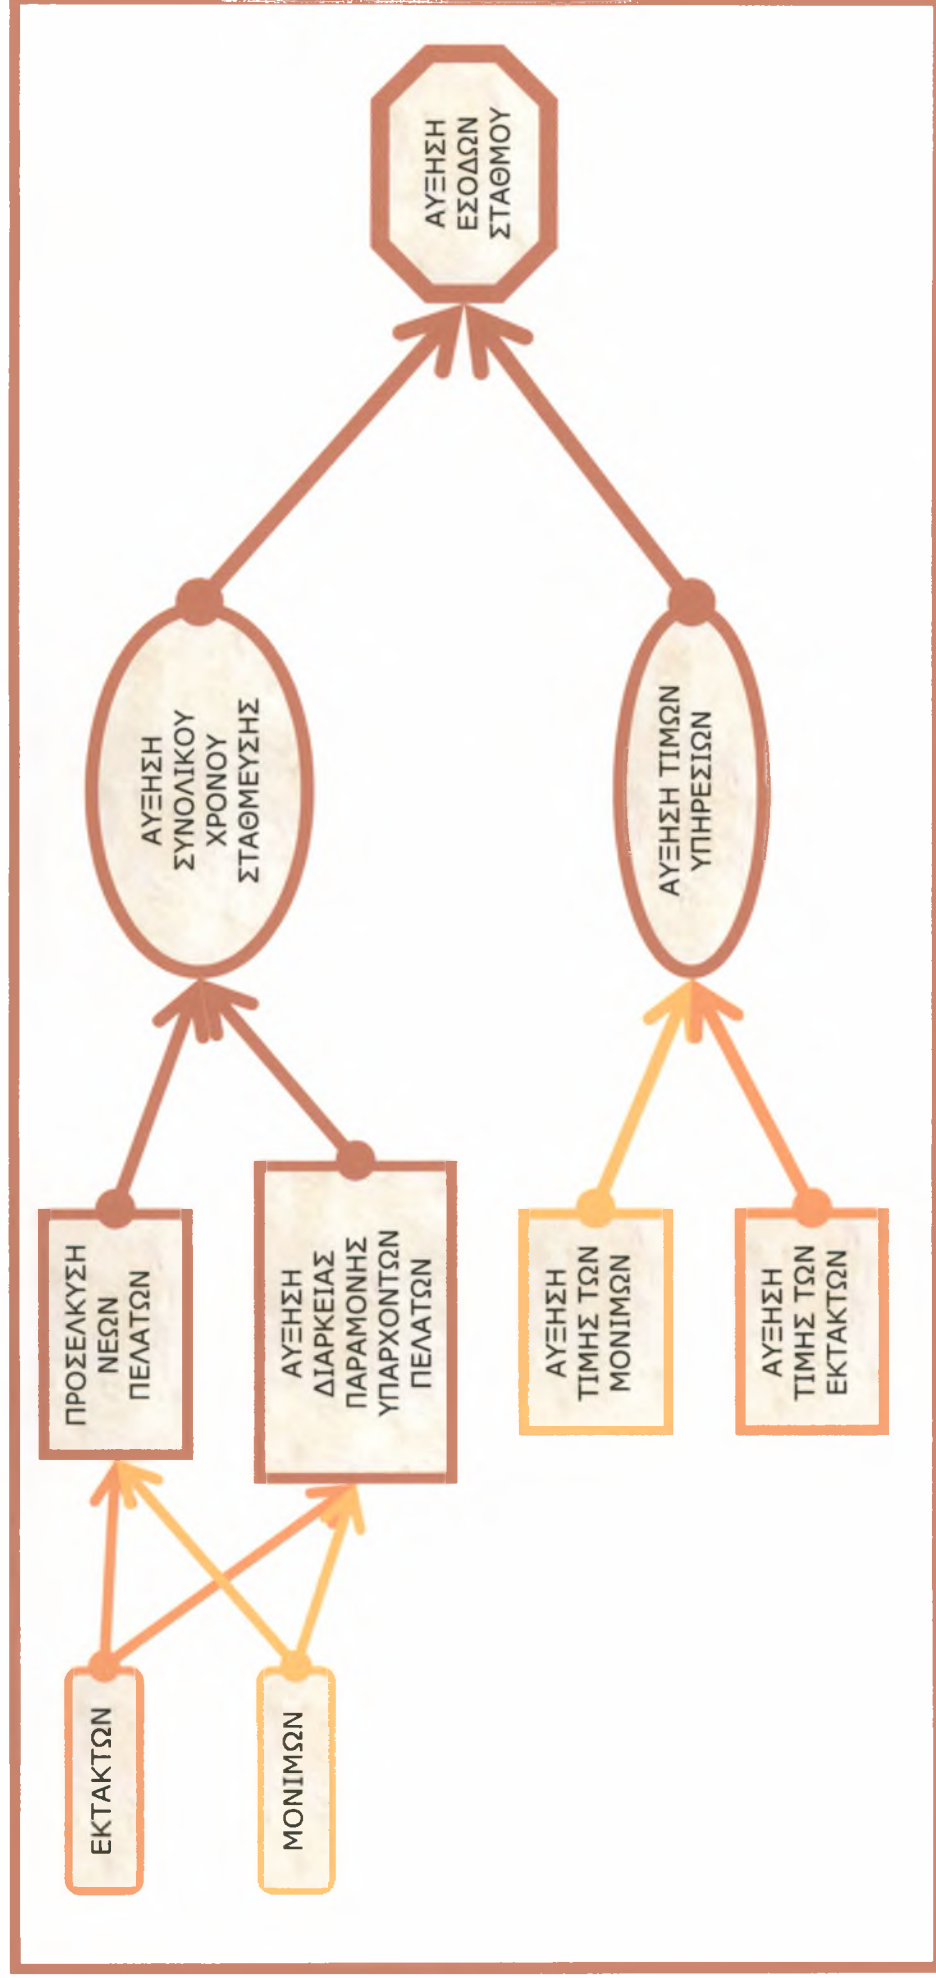 ΕΚΤΑΚΤΩΝ
ΜΟΝΙΜΩΝ
ΠΡΟΣΕΛΚΥΣΗ
ΝΕΩΝ
ΠΕΛΑΤΩΝ
ΑΥΞΗΣΗ
ΔΙΑΡΚΕΙΑΣ
ΠΑΡΑΜΟΝΗΣ
ΥΠΑΡΧΟΝΤΩΝ
ΠΕΛΑΤΩΝ
ΑΥΞΗΣΗ
ΤΙΜΗΣ ΤΩΝ
ΜΟΝΙΜΩΝ
ΑΥΞΗΣΗ
ΤΙΜΗΣ ΤΩΝ
ΕΚΤΑΚΤΩΝ
ΑΥΞΗΣΗ
ΣΥΝΟΛΙΚΟΥ
ΧΡΟΝΟΥ
ΣΤΑΘΜΕΥΣΗΣ
ΑΥΞΗΣΗ ΤΙΜΩΝ
ΥΠΗΡΕΣΙΩΝ
ΑΥΞΗΣΗ
ΕΣΟΔΩΝ
ΣΤΑΘΜΟΥ